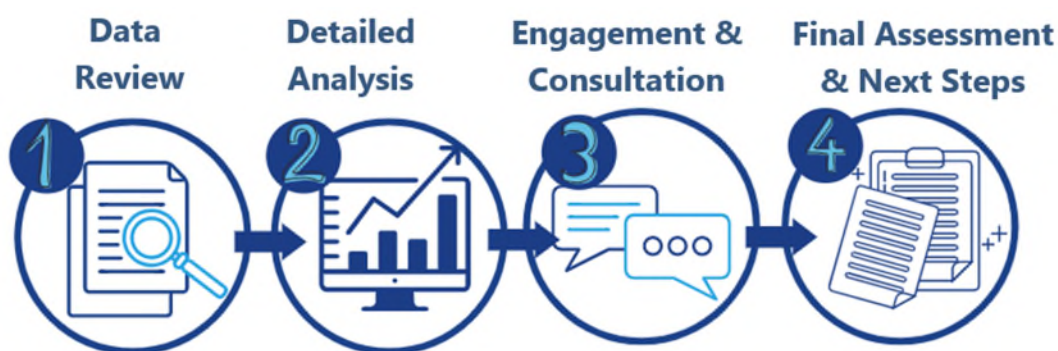 Data
Review
Detailed
Analysis
Engagement &
Consultation
Final Assessment
& Next Steps
1
2
3
4